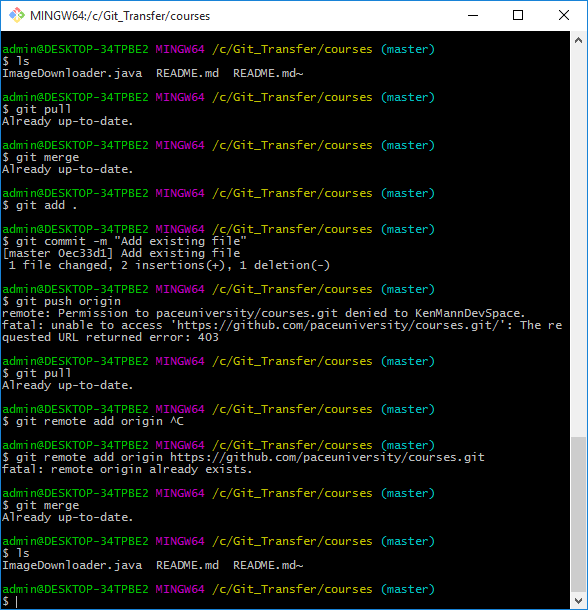 MINGW64:/c/Git_Transfer/courses
admin@DESKTOP-34TPBE2 MINGW64 /c/Git_Transfer/courses (master)
$ ls
ImageDownloader.java  README.md  README.md~
admin@DESKTOP-34TPBE2 MINGW64 /c/Git_Transfer/courses (master)
$ git pull
Already up-to-date.
admin@DESKTOP-34TPBE2 MINGW64 /c/Git_Transfer/courses (master)
$ git merge
Already up-to-date.
admin@DESKTOP-34TPBE2 MINGW64 /c/Git_Transfer/courses (master)
$ git add .
admin@DESKTOP-34TPBE2 MINGW64 /c/Git_Transfer/courses (master)
$ git commit -m "Add existing file"
[master 0ec33d1] Add existing file
 1 file changed, 2 insertions(+), 1 deletion(-)
admin@DESKTOP-34TPBE2 MINGW64 /c/Git_Transfer/courses (master)
$ git push origin
remote: Permission to paceuniversity/courses.git denied to KenMannDevSpace.
fatal: unable to access 'https://github.com/paceuniversity/courses.git/': The re
quested URL returned error: 403
admin@DESKTOP-34TPBE2 MINGW64 /c/Git_Transfer/courses (master)
$ git pull
Already up-to-date.
admin@DESKTOP-34TPBE2 MINGW64 /c/Git_Transfer/courses (master)
$ git remote add origin ^C
admin@DESKTOP-34TPBE2 MINGW64 /c/Git_Transfer/courses (master)
$ git remote add origin https://github.com/paceuniversity/courses.git
fatal: remote origin already exists.
admin@DESKTOP-34TPBE2 MINGW64 /c/Git_Transfer/courses (master)
$ git merge
Already up-to-date.
admin@DESKTOP-34TPBE2 MINGW64 /c/Git_Transfer/courses (master)
$ ls
ImageDownloader.java  README.md  README.md~
admin@DESKTOP-34TPBE2 MINGW64 /c/Git_Transfer/courses (master)
$